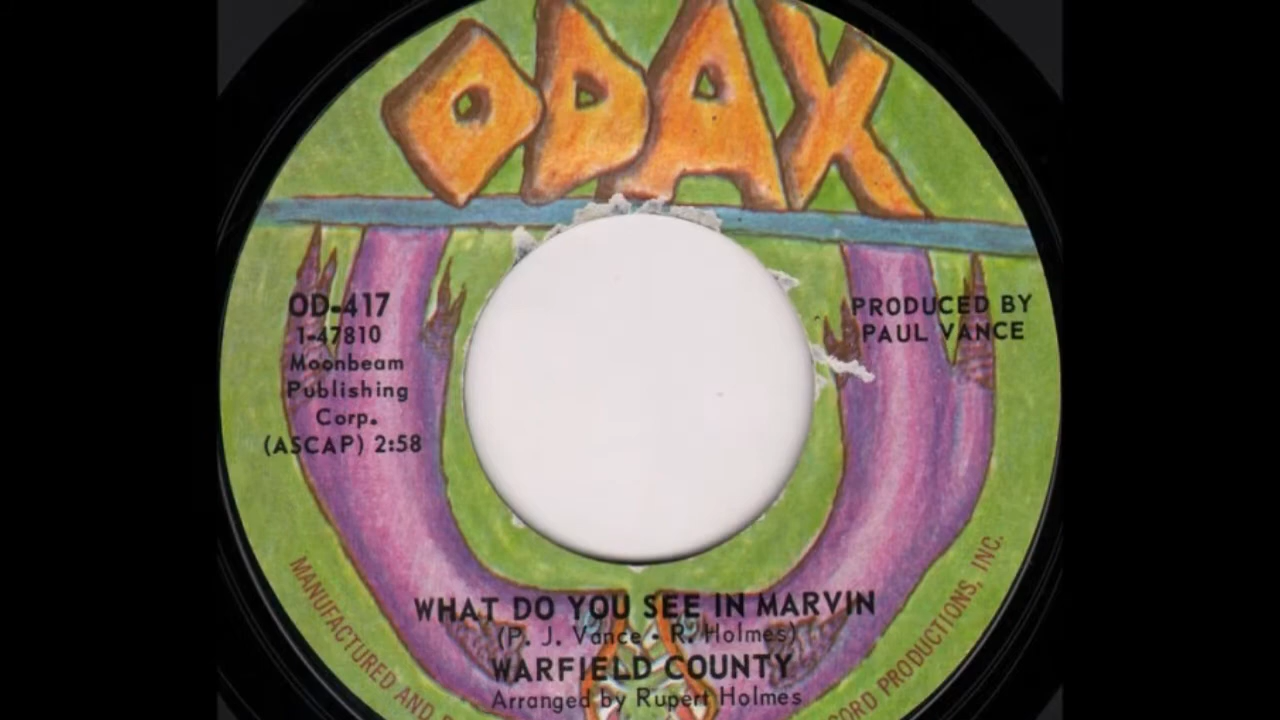 ODAX
OD-417
1-47810
Moonbeam
Publishing
Corp.
(ASCAP) 2:58
PRODUCED BY
PAUL VANCE
WHAT DO YOU SEE IN MARVIN
(P. J. Vance • R. Holmes)
WARFIELD COUNTY
Arranged by Rupert Holmes
MANUFACTURED AND
PRODUCTIONS, INC.